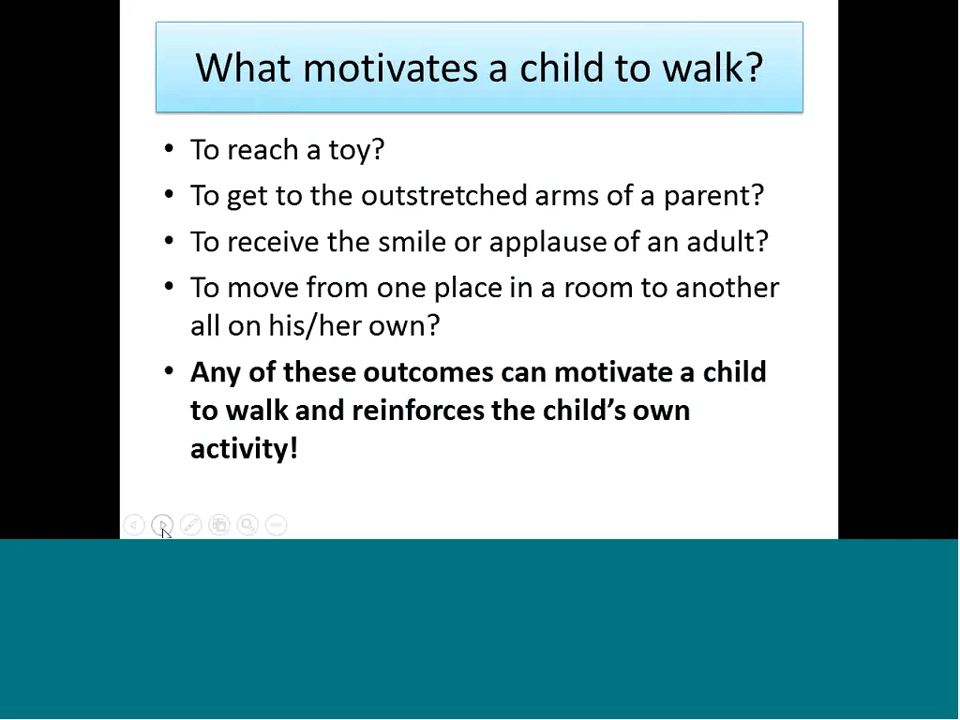 What motivates a child to walk?
• To reach a toy?
• To get to the outstretched arms of a parent?
• To receive the smile or applause of an adult?
• To move from one place in a room to another
all on his/her own?
• Any of these outcomes can motivate a child
to walk and reinforces the child's own
activity!